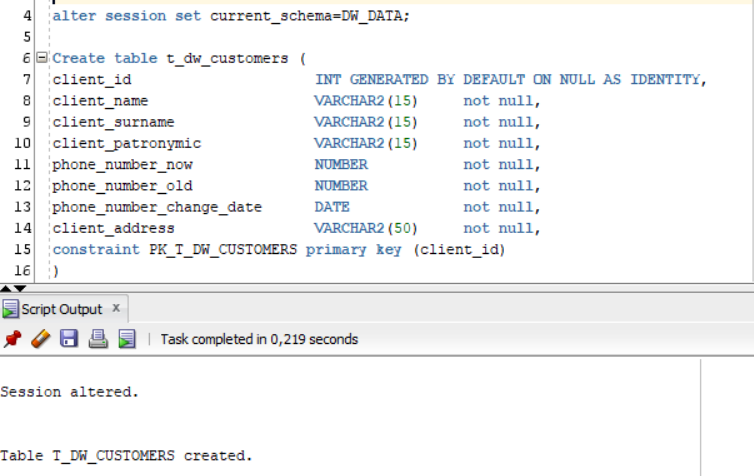 4 alter session set current_schema=DW_DATA;
5
6 Create table t_dw_customers (
7 client_id INT GENERATED BY DEFAULT ON NULL AS IDENTITY,
8 client_name VARCHAR2(15) not null,
9 client_surname VARCHAR2(15) not null,
10 client_patronymic VARCHAR2(15) not null,
11 phone_number_now NUMBER not null,
12 phone_number_old NUMBER not null,
13 phone_number_change_date DATE not null,
14 client_address VARCHAR2(50) not null,
15 constraint PK_T_DW_CUSTOMERS primary key (client_id)
16 )
Script Output x
Task completed in 0,219 seconds
Session altered.
Table T_DW_CUSTOMERS created.